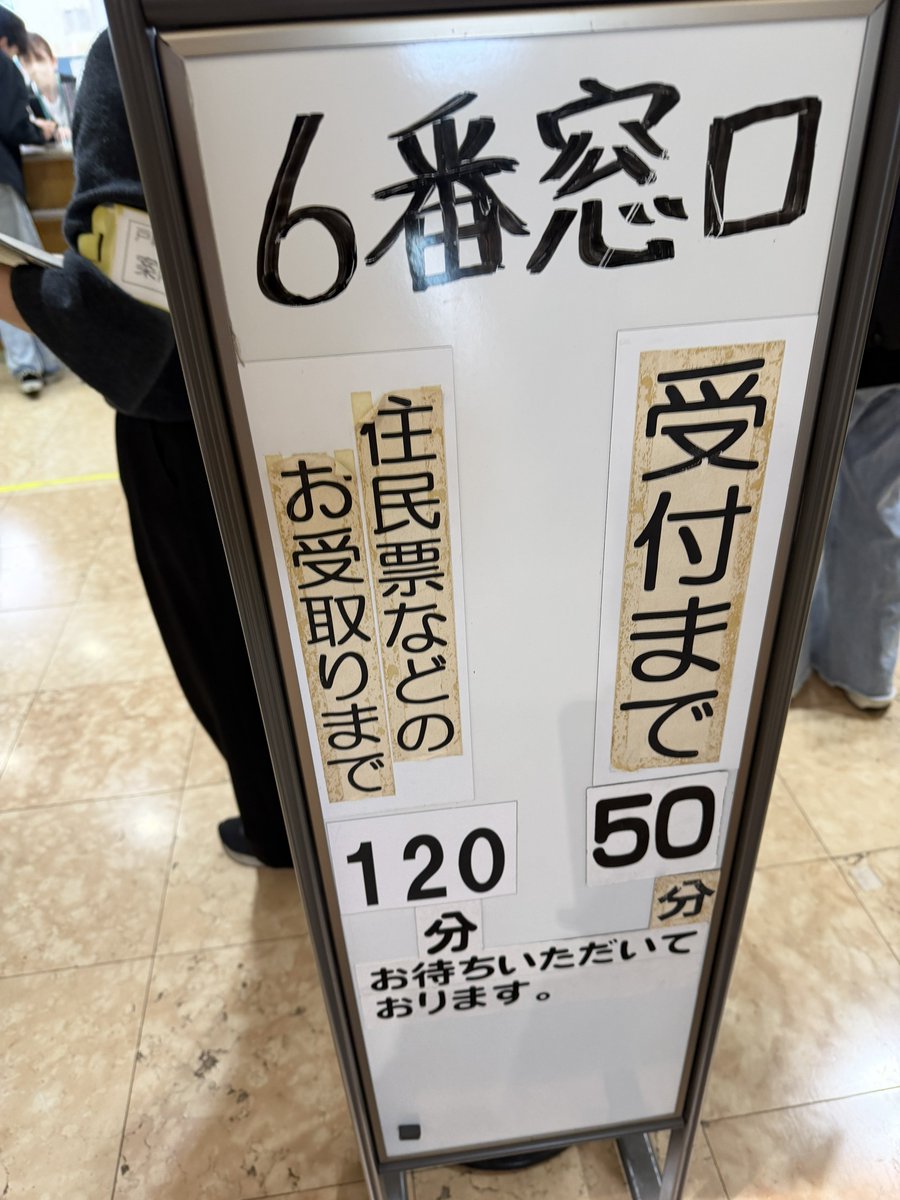 6番窓口
受付まで
50
分
住民票などの
お受取りまで
120
分
お待ちいただいて
おります。